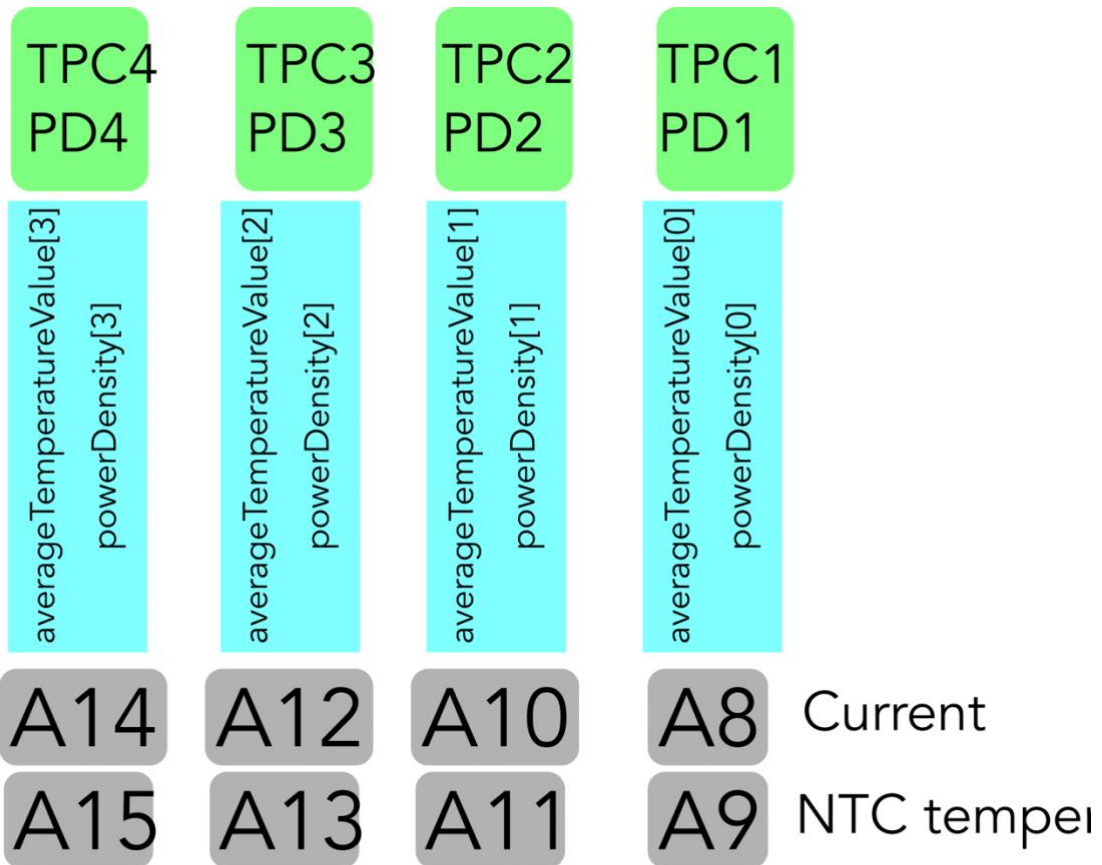 TPC4 TPC3 TPC2 TPC1
PD4 PD3 PD2 PD1
averageTemperatureValue[3]
powerDensity[3]
averageTemperatureValue[2]
powerDensity[2]
averageTemperatureValue[1]
powerDensity[1]
averageTemperatureValue[0]
powerDensity[0]
A14 A12 A10 A8 Current
A15 A13 A11 A9 NTC